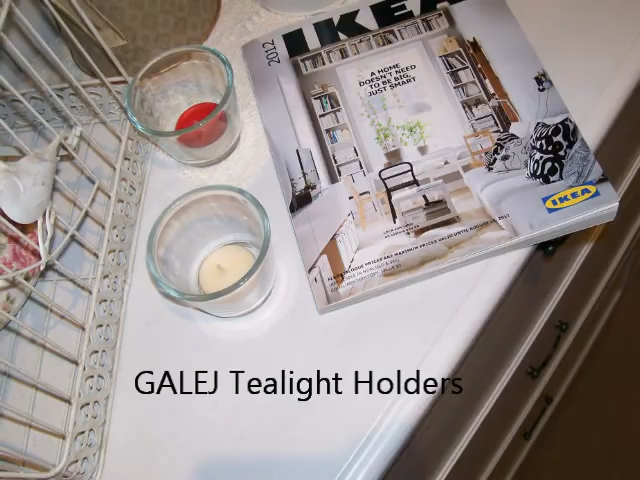 2012
IKEA
A HOME
DOESN'T NEED
TO BE BIG,
JUST SMART
IKEA
GALEJ Tealight Holders